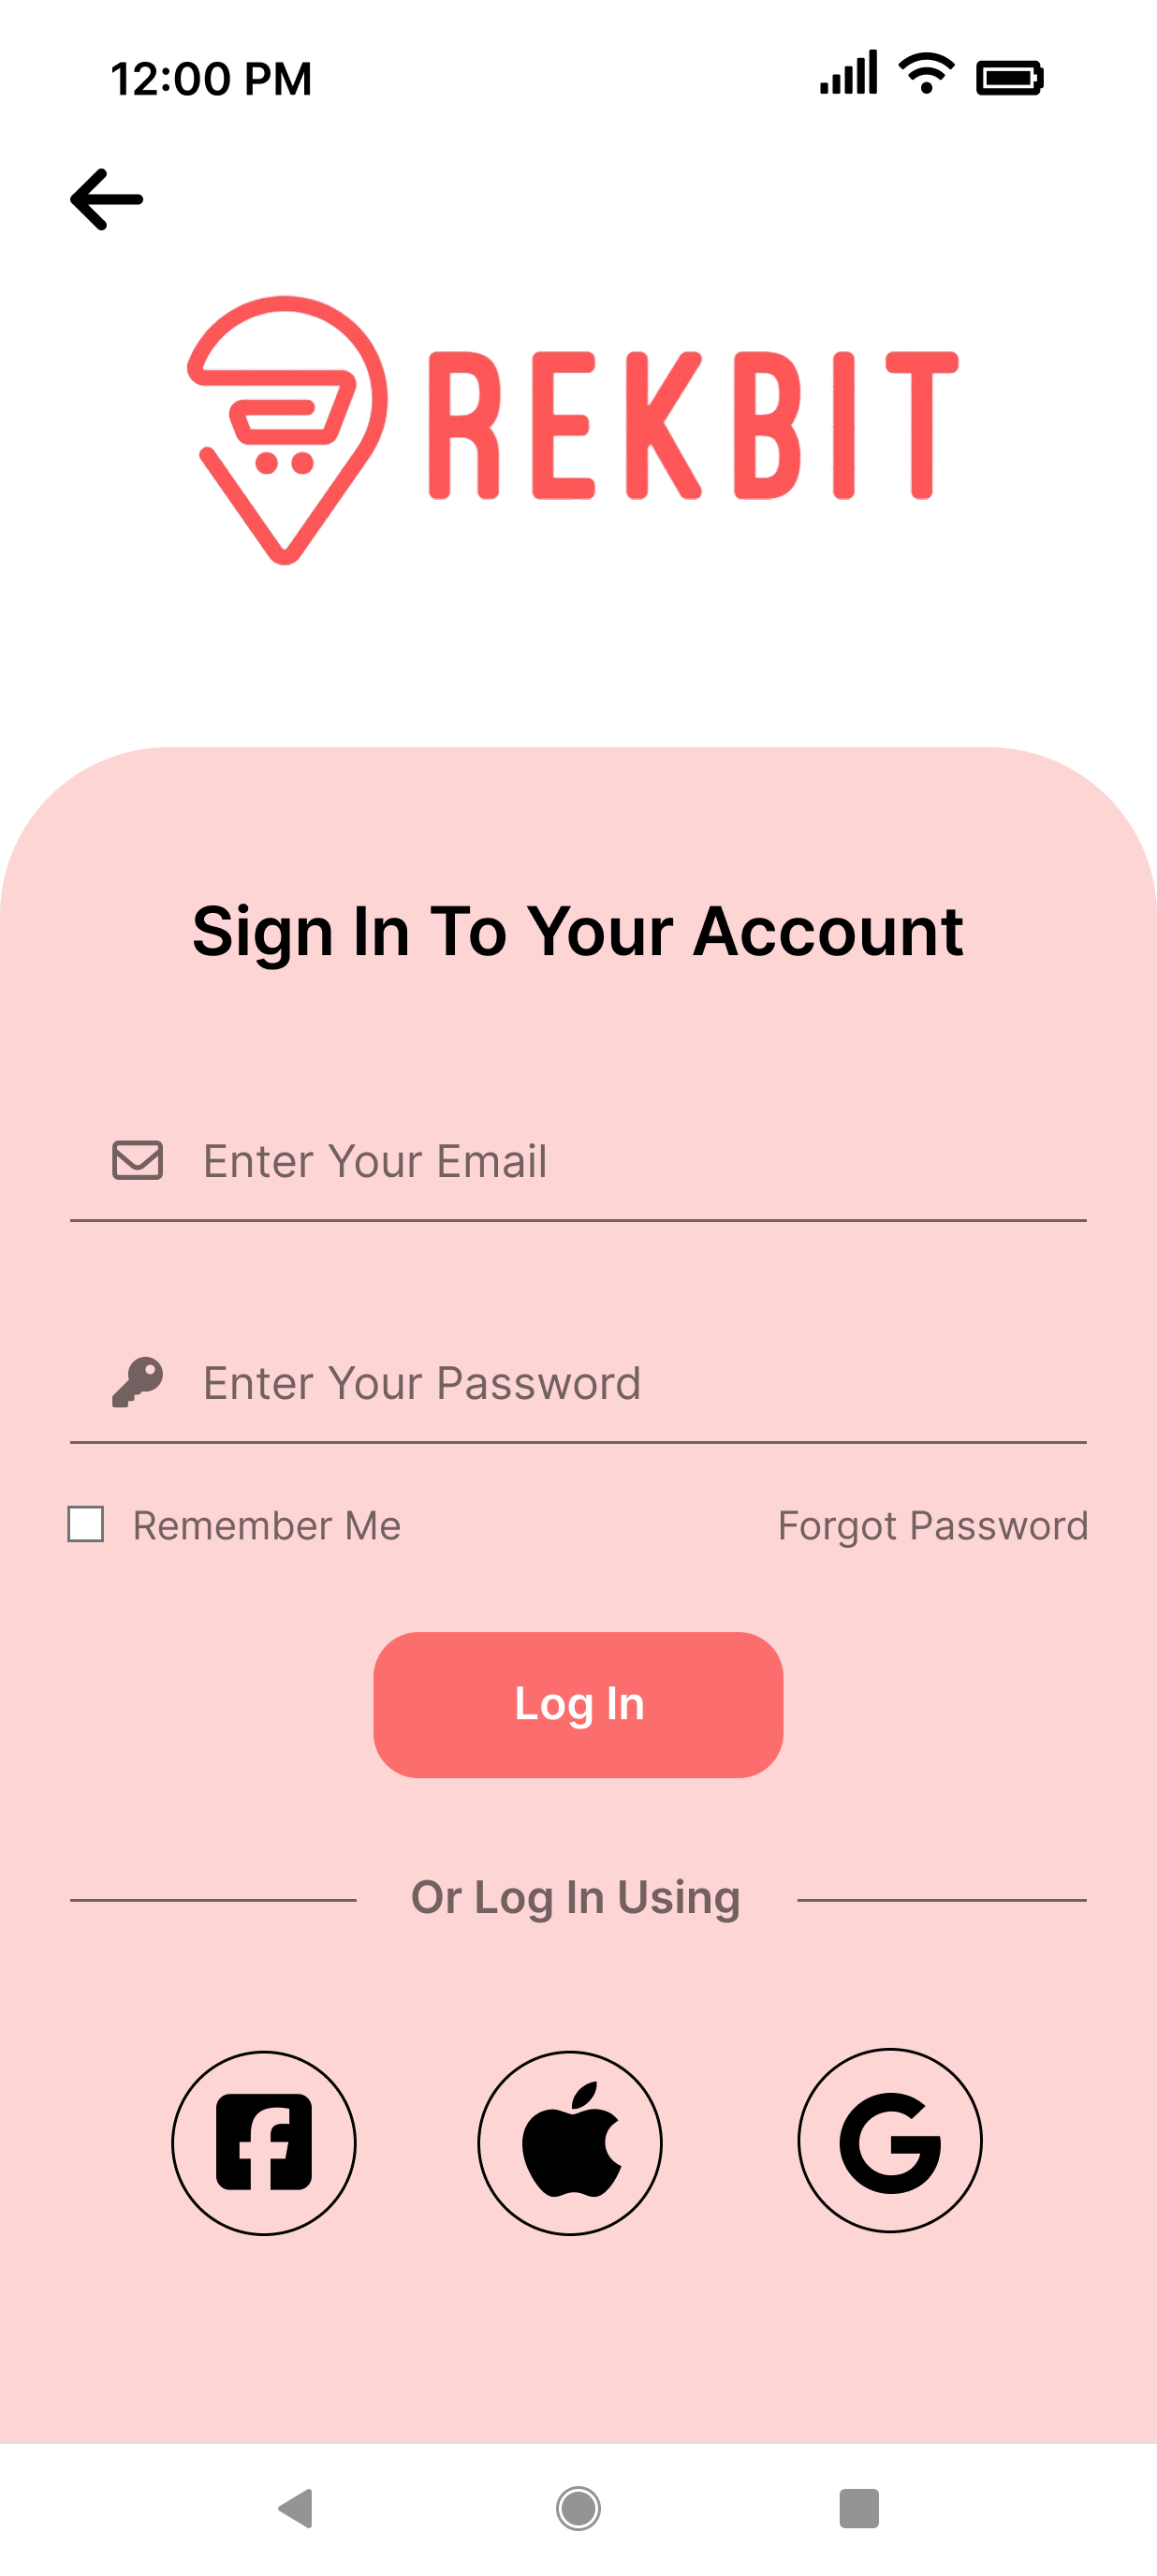 12:00 PM
REKBIT
Sign In To Your Account
Enter Your Email
Enter Your Password
Remember Me
Forgot Password
Log In
Or Log In Using